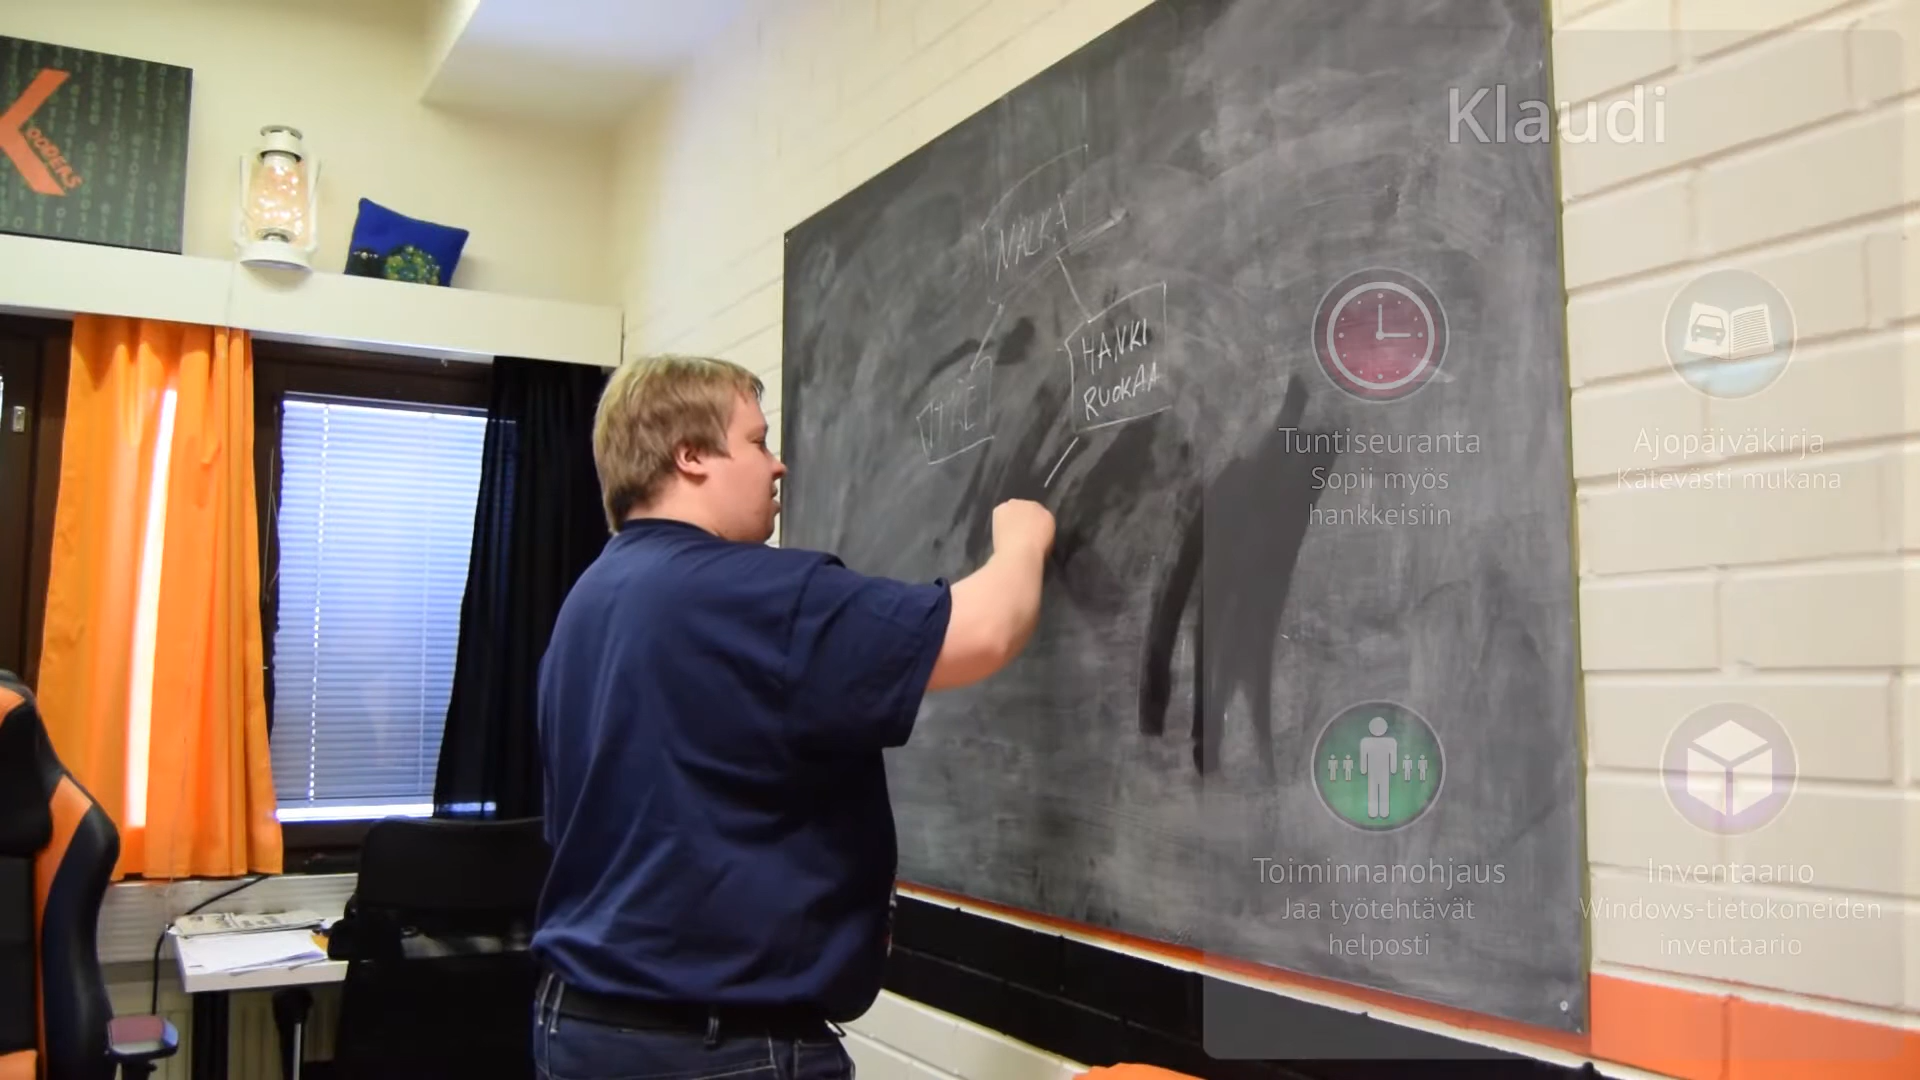 KOODERS
Klaudi
NÄLKÄ
HANKI
RUOKAA
Tuntiseuranta
Sopii myös
hankkeisiin
Ajopäiväkirja
Kätevästi mukana
Toiminnanohjaus
Jaa työtehtävät
helposti
Inventaario
Windows-tietokoneiden
inventaario